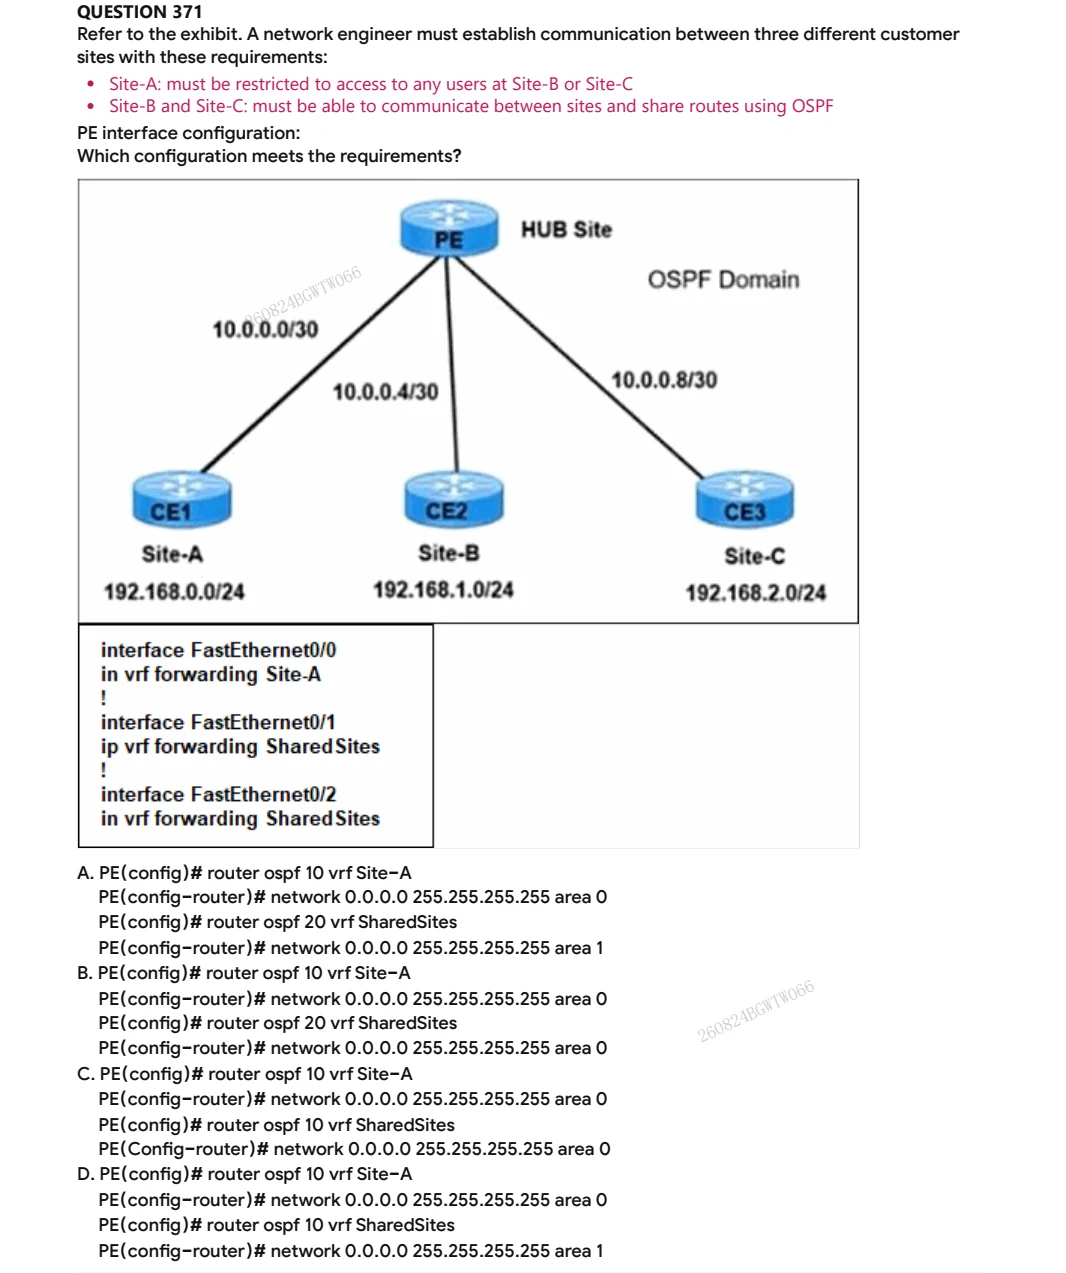 QUESTION 371
Refer to the exhibit. A network engineer must establish communication between three different customer
sites with these requirements:
• Site-A: must be restricted to access to any users at Site-B or Site-C
• Site-B and Site-C: must be able to communicate between sites and share routes using OSPF
PE interface configuration:
Which configuration meets the requirements?
PE
HUB Site
OSPF Domain
260824BGWTW066
10.0.0.0/30
10.0.0.4/30
10.0.0.8/30
CE1
CE2
CE3
Site-A
Site-B
Site-C
192.168.0.0/24
192.168.1.0/24
192.168.2.0/24
interface FastEthernet0/0
in vrf forwarding Site-A
!
interface FastEthernet0/1
ip vrf forwarding SharedSites
!
interface FastEthernet0/2
in vrf forwarding SharedSites
A. PE(config)# router ospf 10 vrf Site-A
PE(config-router)# network 0.0.0.0 255.255.255.255 area 0
PE(config)# router ospf 20 vrf SharedSites
PE(config-router)# network 0.0.0.0 255.255.255.255 area 1
B. PE(config)# router ospf 10 vrf Site-A
PE(config-router)# network 0.0.0.0 255.255.255.255 area 0
PE(config)# router ospf 20 vrf SharedSites
PE(config-router)# network 0.0.0.0 255.255.255.255 area 0
260824BGWTW066
C. PE(config)# router ospf 10 vrf Site-A
PE(config-router)# network 0.0.0.0 255.255.255.255 area 0
PE(config)# router ospf 10 vrf SharedSites
PE(Config-router)# network 0.0.0.0 255.255.255.255 area 0
D. PE(config)# router ospf 10 vrf Site-A
PE(config-router)# network 0.0.0.0 255.255.255.255 area 0
PE(config)# router ospf 10 vrf SharedSites
PE(config-router)# network 0.0.0.0 255.255.255.255 area 1